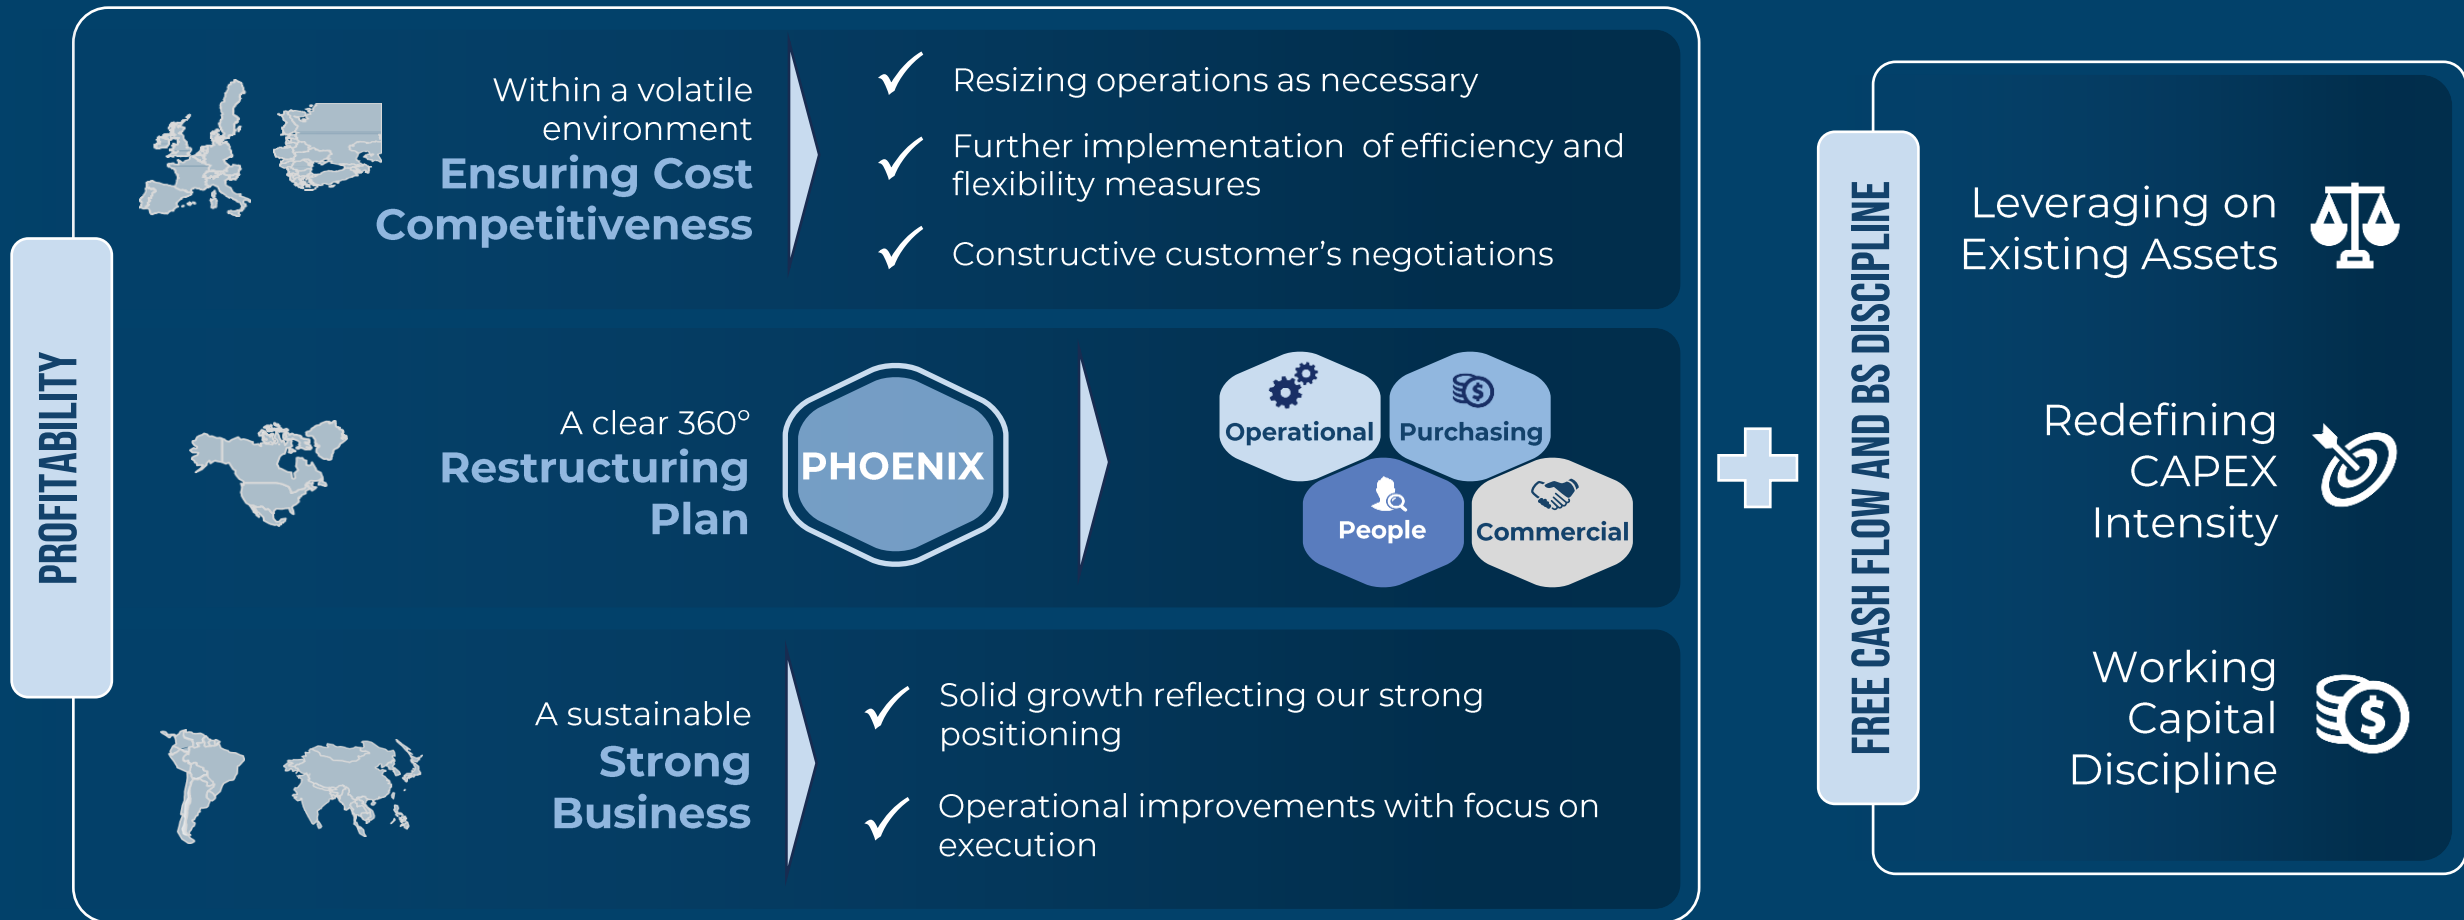 PROFITABILITY
Within a volatile
environment
Ensuring Cost
Competitiveness
Resizing operations as necessary
Further implementation  of efficiency and
flexibility measures
Constructive customer’s negotiations
A clear 360º
Restructuring
Plan
PHOENIX
Operational
Purchasing
People
Commercial
A sustainable
Strong
Business
Solid growth reflecting our strong
positioning
Operational improvements with focus on
execution
FREE CASH FLOW AND BS DISCIPLINE
Leveraging on
Existing Assets
Redefining
CAPEX
Intensity
Working
Capital
Discipline